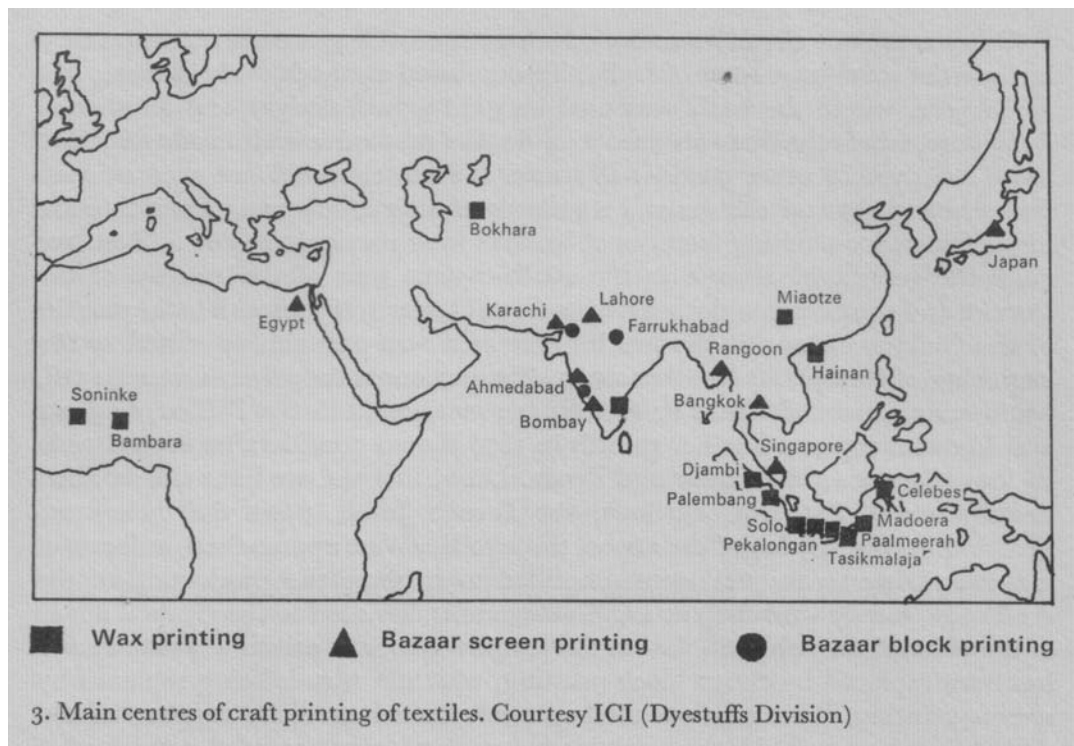 Bokhara
Japan
Egypt
Karachi
Lahore
Farrukhabad
Miaotze
Rangoon
Hainan
Ahmedabad
Bombay
Bangkok
Soninke
Bambara
Singapore
Djambi
Palembang
Celebes
Solo
Madoera
Pekalongan
Paalmeerah
Tasikmalaja
Wax printing
Bazaar screen printing
Bazaar block printing
3. Main centres of craft printing of textiles. Courtesy ICI (Dyestuffs Division)